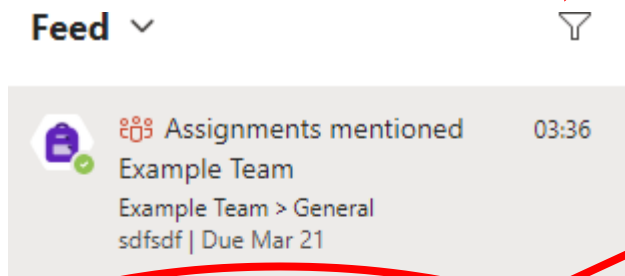 Feed
Assignments mentioned 03:36
Example Team
Example Team > General
sdfsdf | Due Mar 21